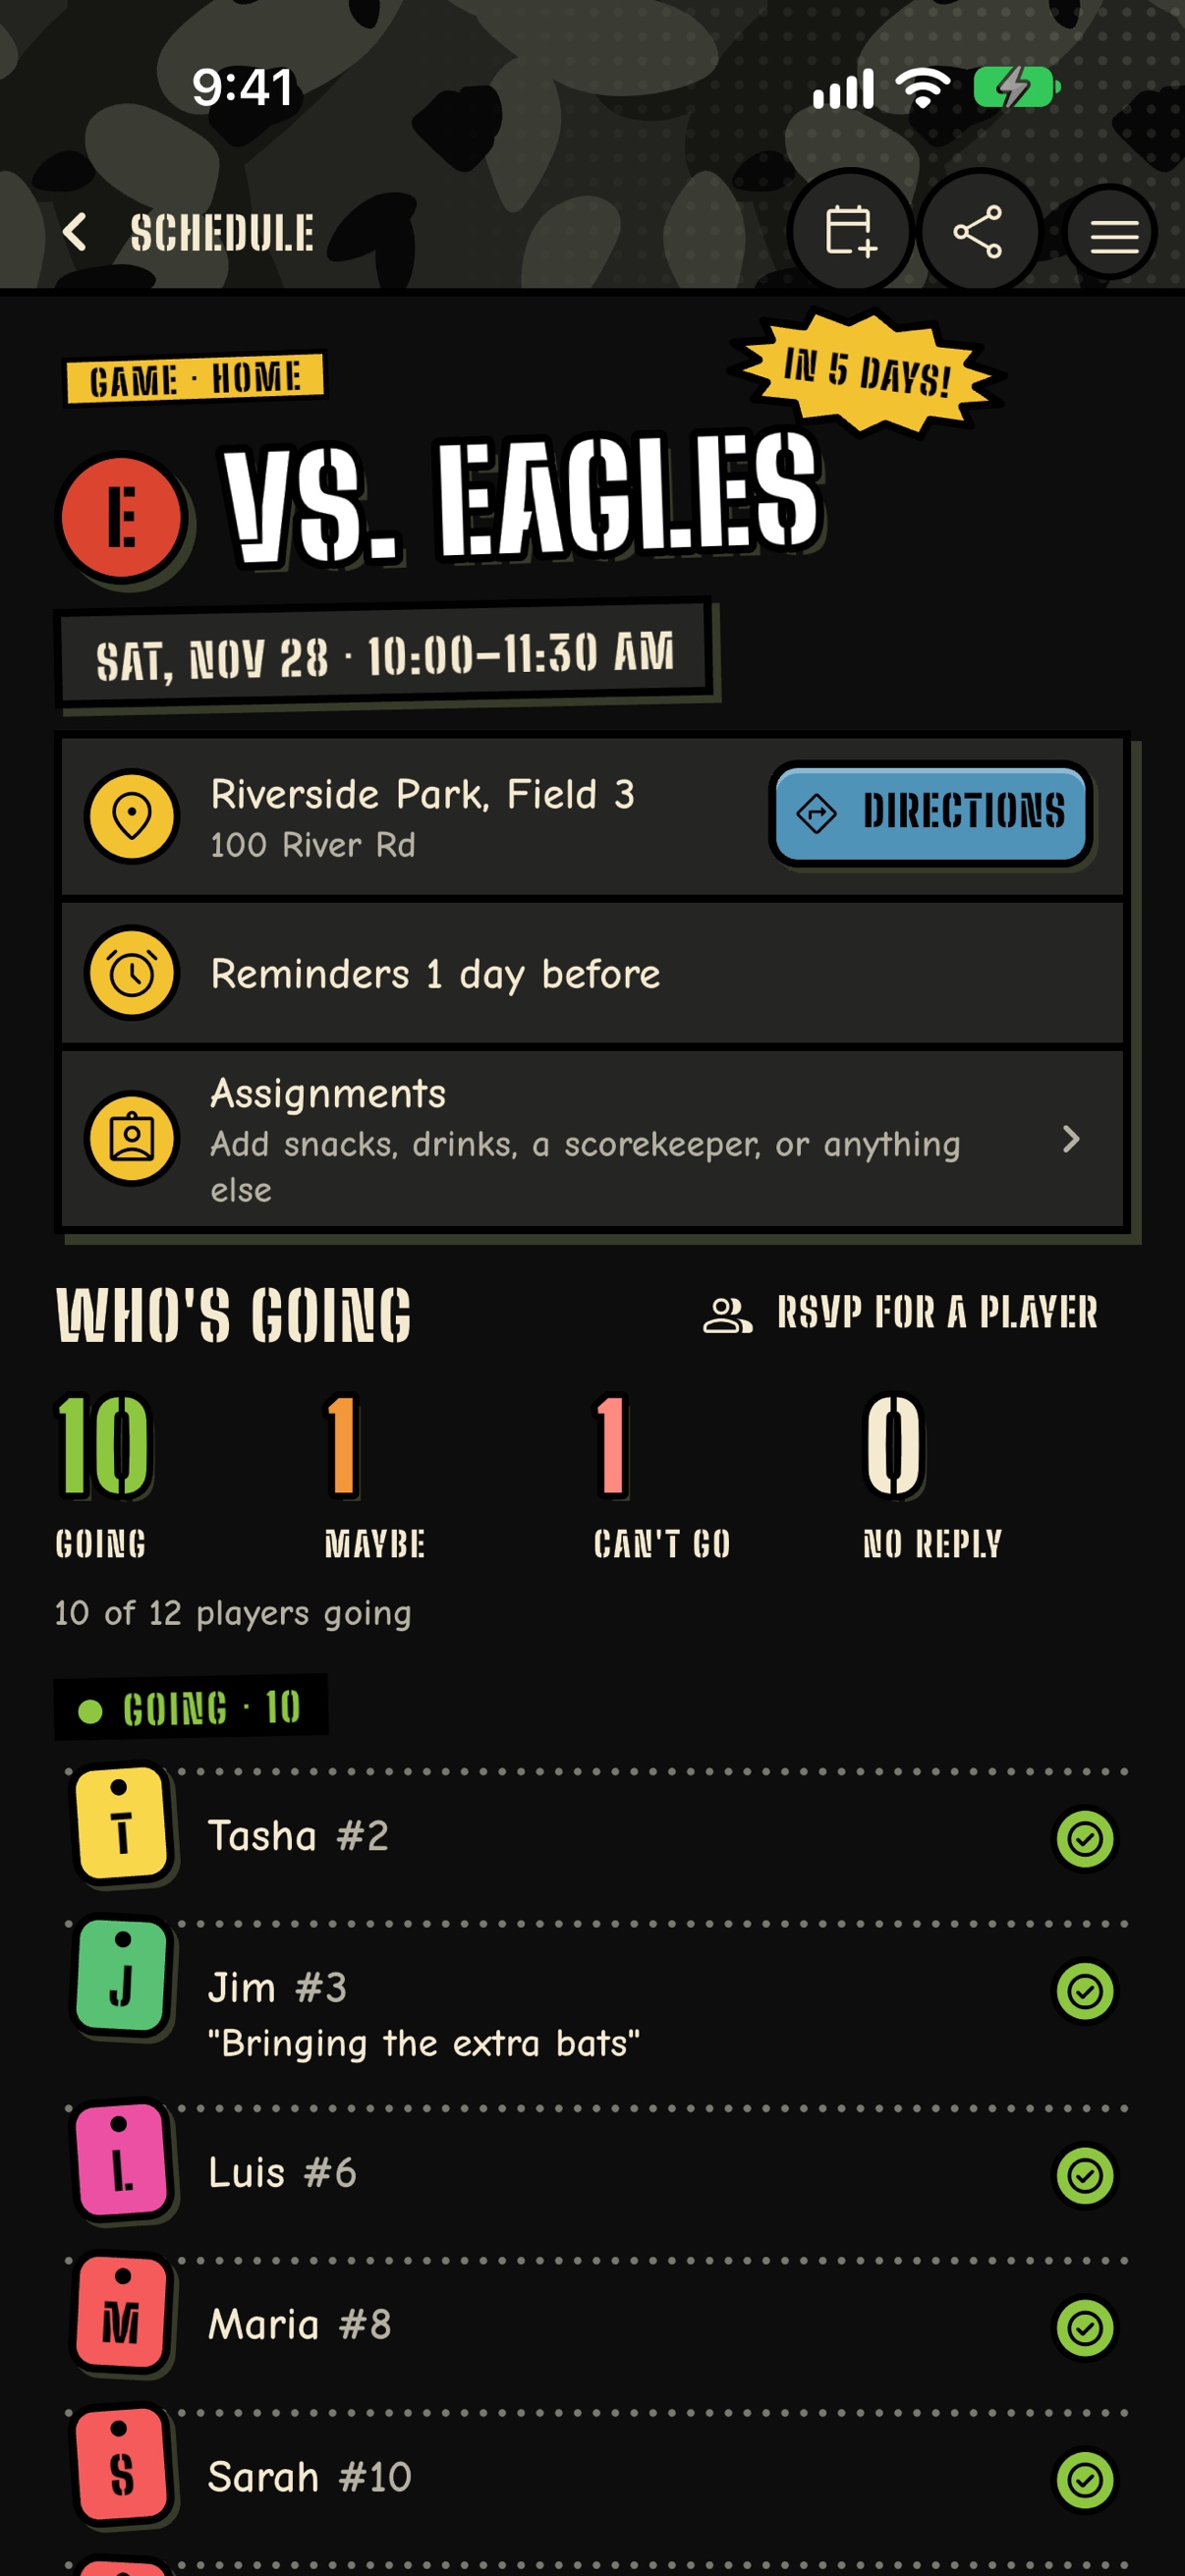 9:41
SCHEDULE
GAME · HOME
IN 5 DAYS!
E
VS. EAGLES
SAT, NOV 28 · 10:00–11:30 AM
Riverside Park, Field 3
100 River Rd
DIRECTIONS
Reminders 1 day before
Assignments
Add snacks, drinks, a scorekeeper, or anything
else
WHO'S GOING
RSVP FOR A PLAYER
10 1 1 0
GOING MAYBE CAN'T GO NO REPLY
10 of 12 players going
GOING · 10
T
Tasha #2
J
Jim #3
"Bringing the extra bats"
L
Luis #6
M
Maria #8
S
Sarah #10